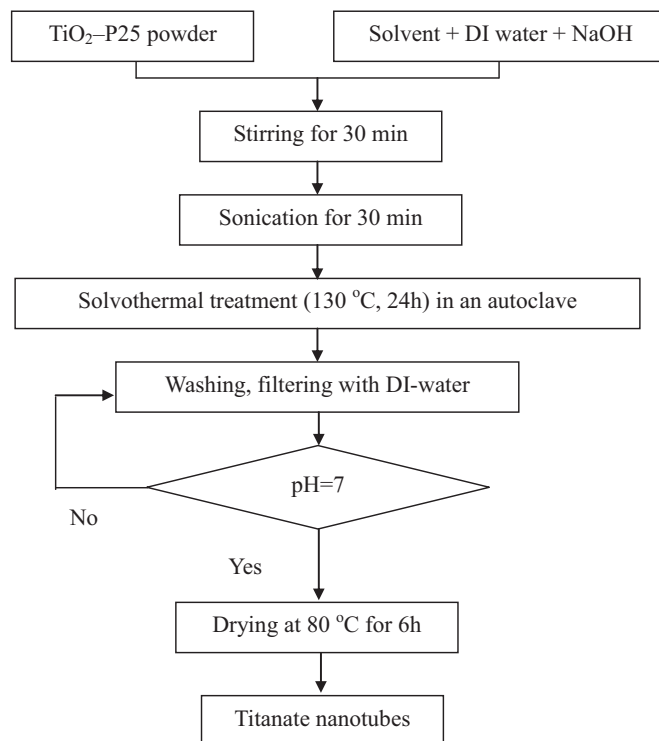 TiO₂–P25 powder
Solvent + DI water + NaOH
Stirring for 30 min
Sonication for 30 min
Solvothermal treatment (130 °C, 24h) in an autoclave
Washing, filtering with DI-water
pH=7
No
Yes
Drying at 80 °C for 6h
Titanate nanotubes